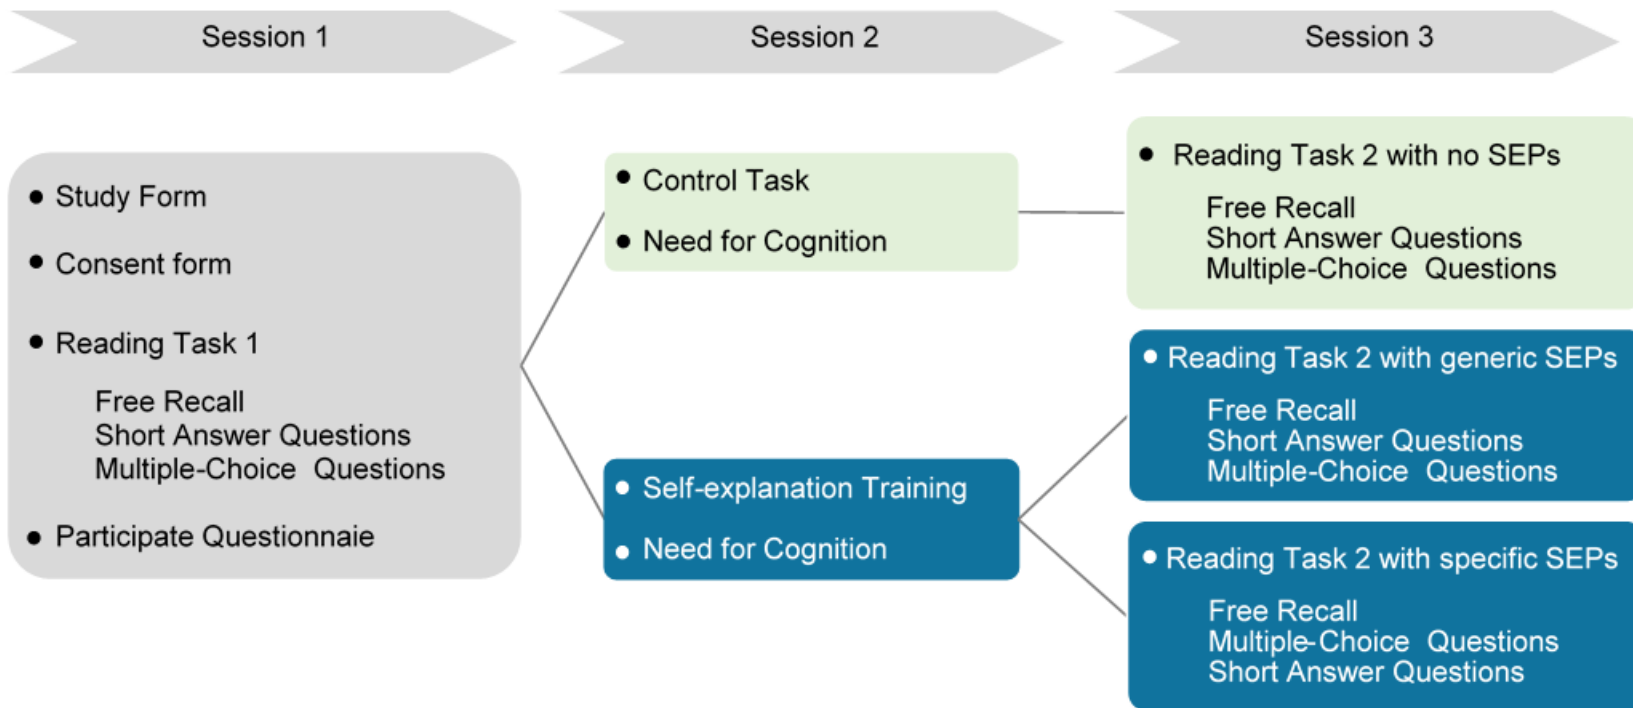 Session 1
Session 2
Session 3
• Study Form
• Consent form
• Reading Task 1
Free Recall
Short Answer Questions
Multiple-Choice Questions
• Participate Questionnaie
• Control Task
• Need for Cognition
• Self-explanation Training
• Need for Cognition
• Reading Task 2 with no SEPs
Free Recall
Short Answer Questions
Multiple-Choice Questions
• Reading Task 2 with generic SEPs
Free Recall
Short Answer Questions
Multiple-Choice Questions
• Reading Task 2 with specific SEPs
Free Recall
Multiple-Choice Questions
Short Answer Questions